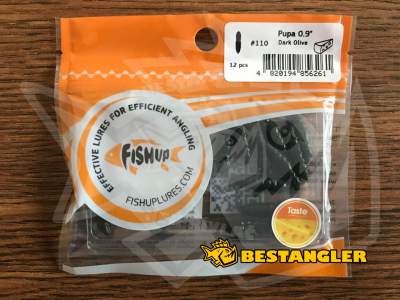 Pupa 0.9"
#110
Dark Olive
12 pcs
4 820194 856261
EFFECTIVE LURES FOR EFFICIENT ANGLING
FISHUP
FISHUPLURES.COM
Taste
BESTANGLER